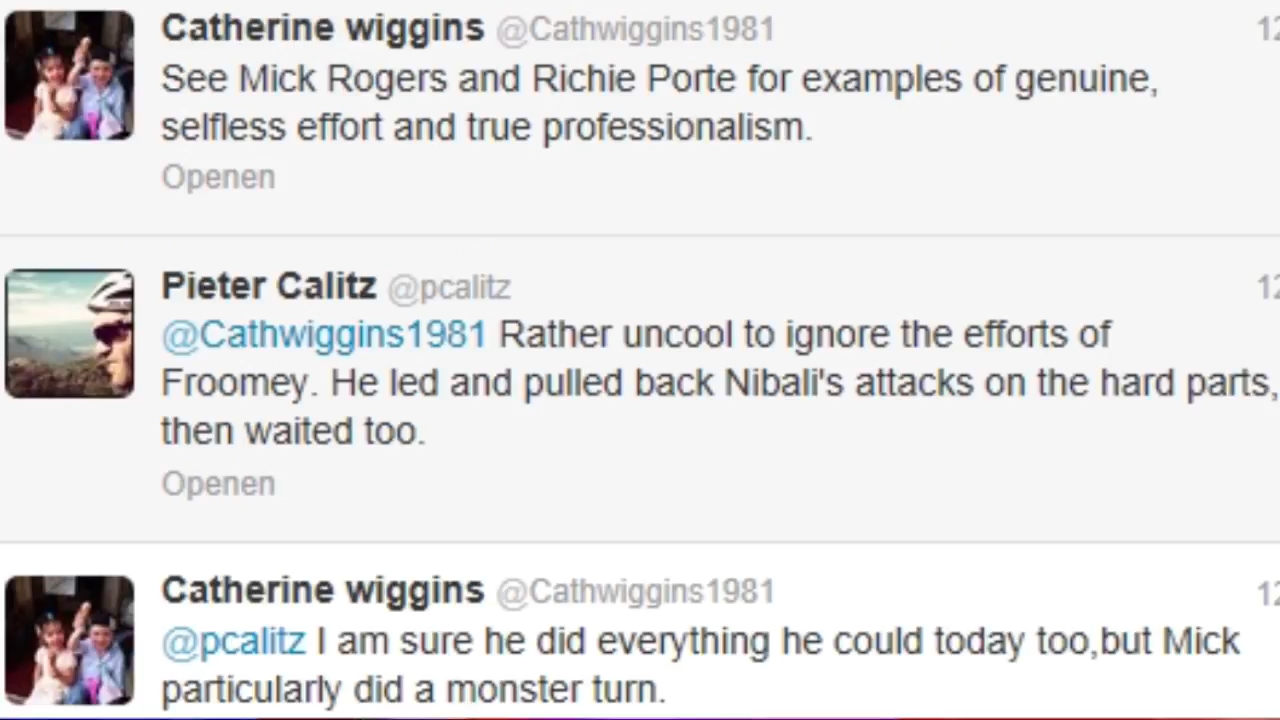 Catherine wiggins @Cathwiggins1981 12
See Mick Rogers and Richie Porte for examples of genuine,
selfless effort and true professionalism.
Openen
Pieter Calitz @pcalitz 12
@Cathwiggins1981 Rather uncool to ignore the efforts of
Froomey. He led and pulled back Nibali's attacks on the hard parts,
then waited too.
Openen
Catherine wiggins @Cathwiggins1981 12
@pcalitz I am sure he did everything he could today too,but Mick
particularly did a monster turn.